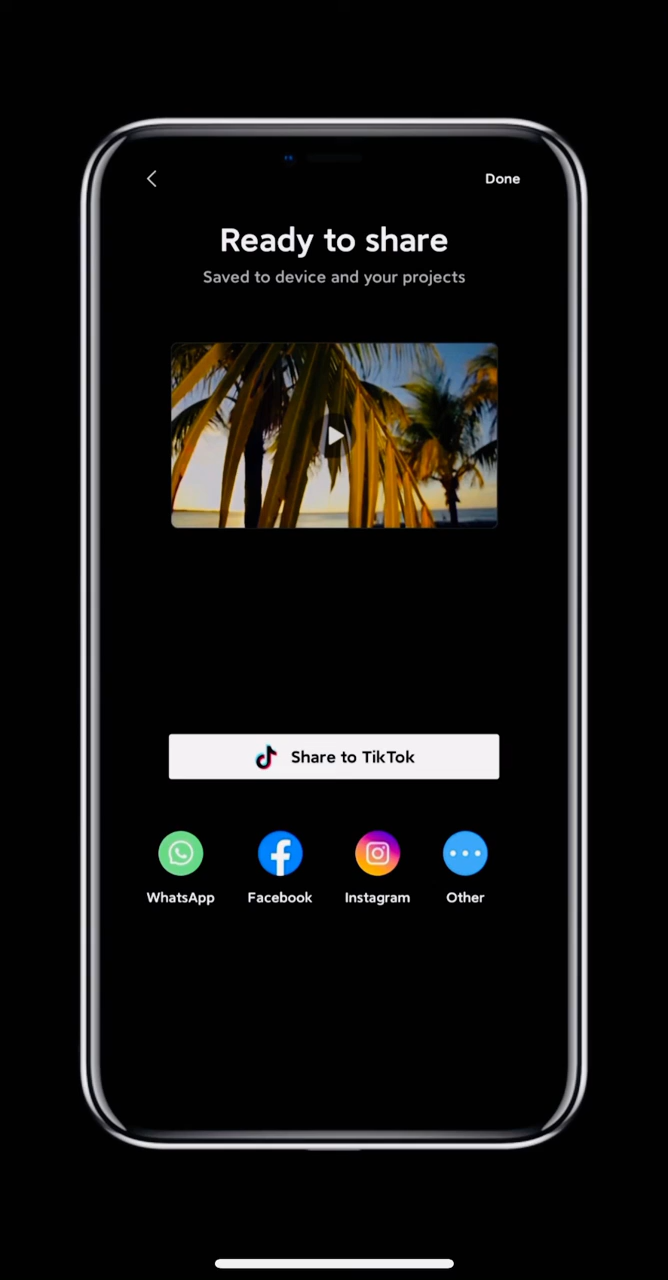 Done
Ready to share
Saved to device and your projects
Share to TikTok
WhatsApp Facebook Instagram Other